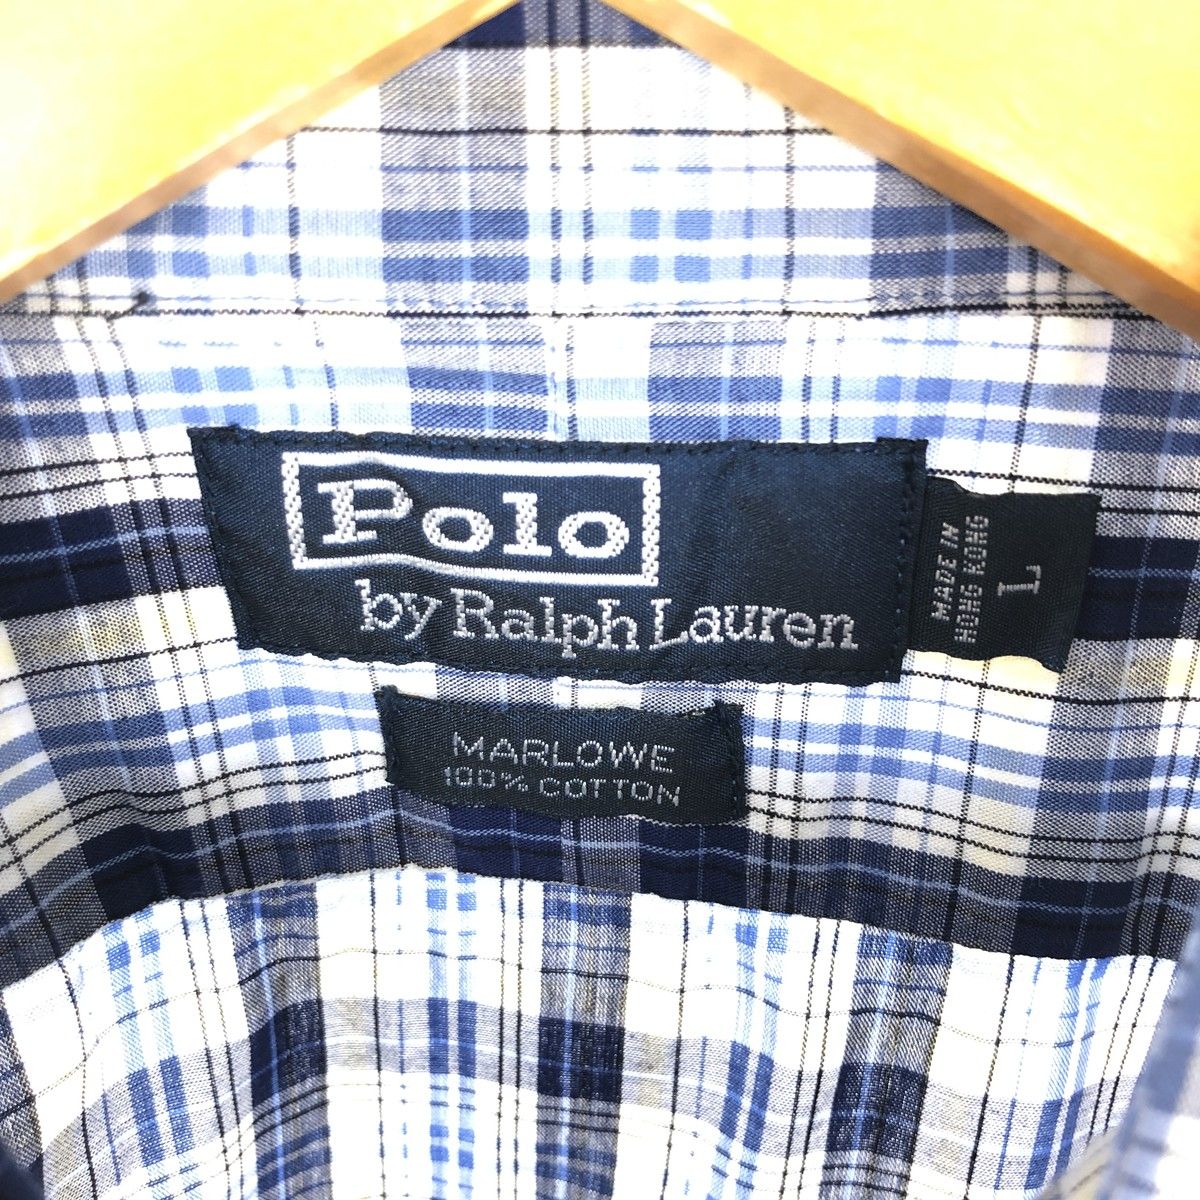 Polo
by Ralph Lauren
MADE IN
HONG KONG
L
MARLOWE
100% COTTON